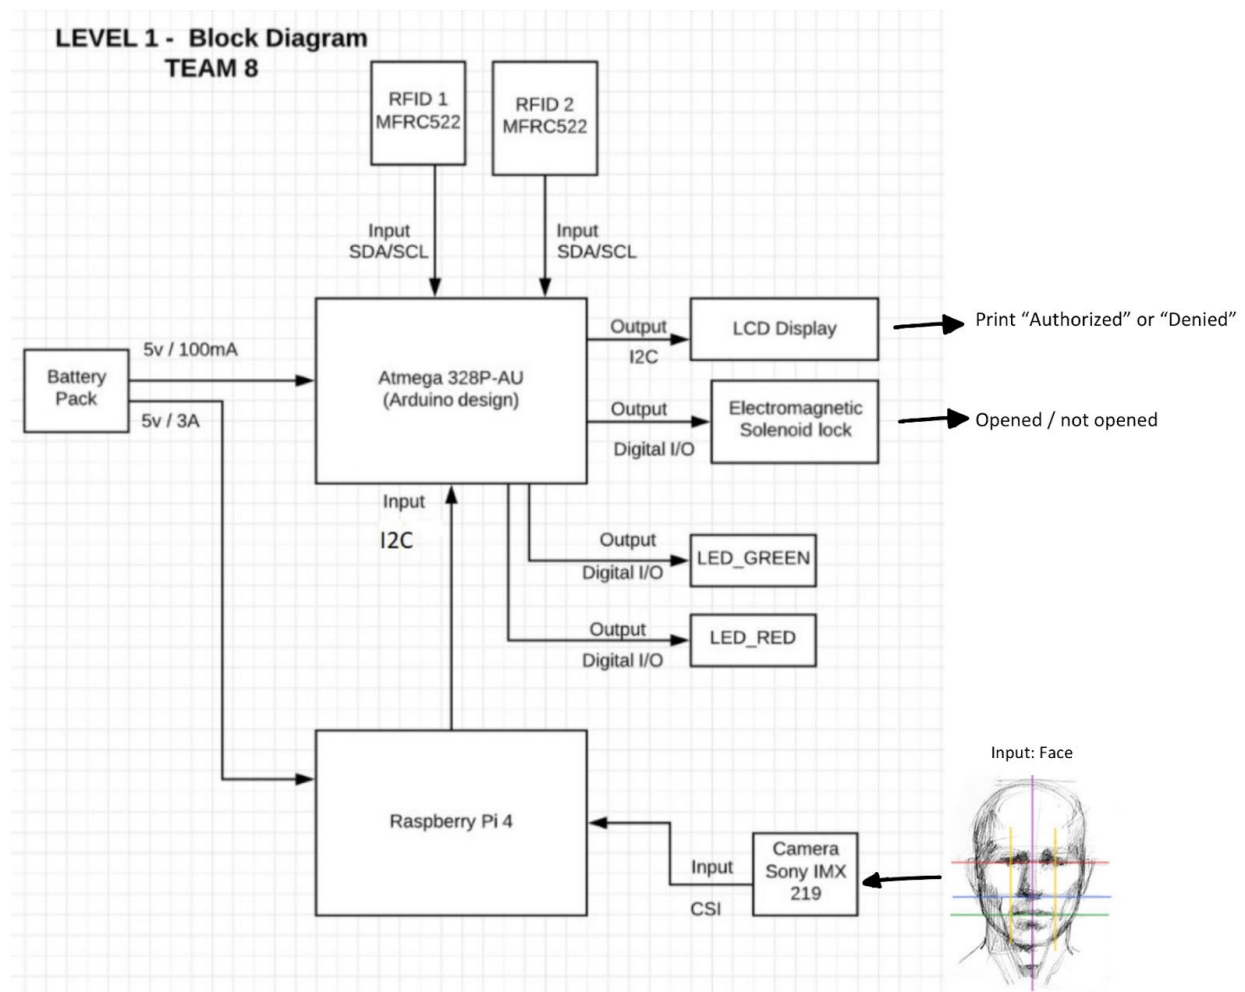 LEVEL 1 - Block Diagram
TEAM 8
RFID 1
MFRC522
RFID 2
MFRC522
Input
SDA/SCL
Input
SDA/SCL
Battery
Pack
5v / 100mA
5v / 3A
Atmega 328P-AU
(Arduino design)
Output
I2C
LCD Display
Print “Authorized” or “Denied”
Output
Digital I/O
Electromagnetic
Solenoid lock
Opened / not opened
Input
I2C
Output
Digital I/O
LED_GREEN
Output
Digital I/O
LED_RED
Raspberry Pi 4
Input
CSI
Camera
Sony IMX
219
Input: Face